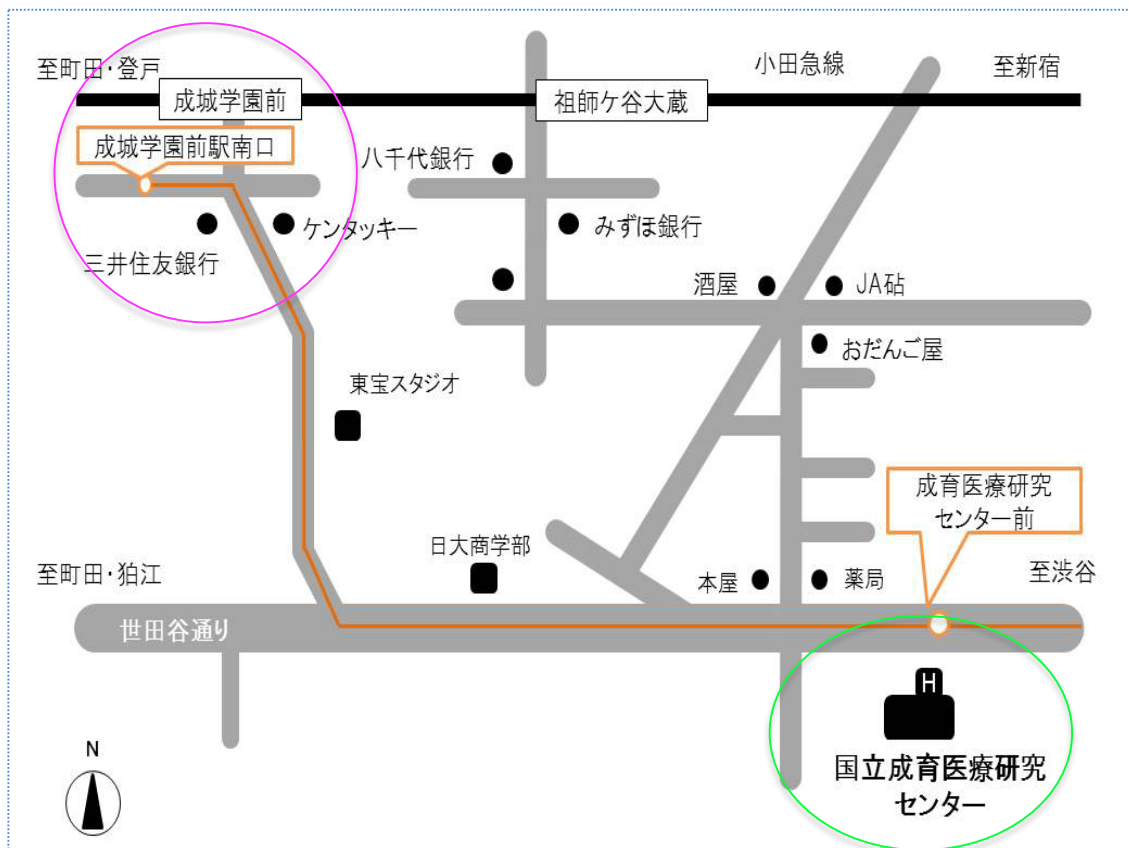 小田急線
至町田・登戸
至新宿
成城学園前
祖師ケ谷大蔵
成城学園前駅南口
八千代銀行
ケンタッキー
みずほ銀行
三井住友銀行
酒屋
JA砧
おだんご屋
東宝スタジオ
成育医療研究
センター前
日大商学部
至町田・狛江
本屋
薬局
至渋谷
世田谷通り
H
国立成育医療研究
センター
N